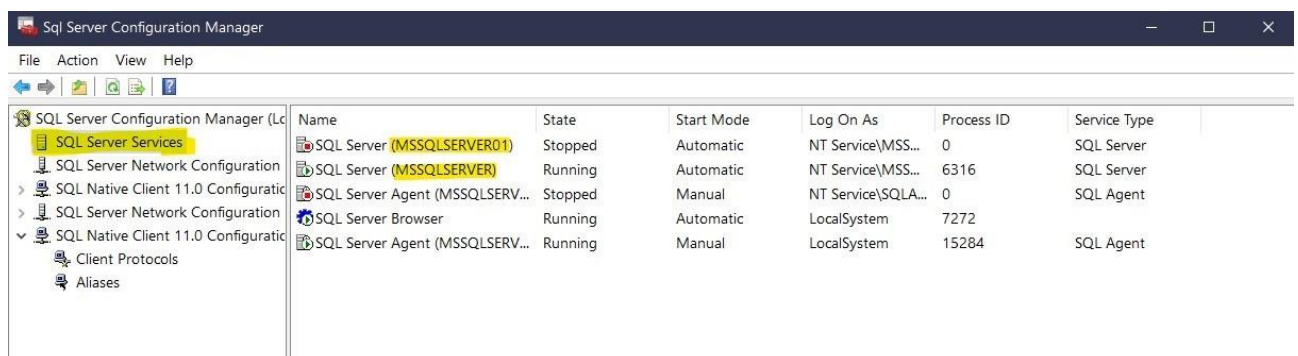 Sql Server Configuration Manager
File Action View Help
SQL Server Configuration Manager (Lc
SQL Server Services
SQL Server Network Configuration
SQL Native Client 11.0 Configuratic
SQL Server Network Configuration
SQL Native Client 11.0 Configuratic
Client Protocols
Aliases
Name State Start Mode Log On As Process ID Service Type
SQL Server (MSSQLSERVER01) Stopped Automatic NT Service\MSS... 0 SQL Server
SQL Server (MSSQLSERVER) Running Automatic NT Service\MSS... 6316 SQL Server
SQL Server Agent (MSSQLSERV... Stopped Manual NT Service\SQLA... 0 SQL Agent
SQL Server Browser Running Automatic LocalSystem 7272
SQL Server Agent (MSSQLSERV... Running Manual LocalSystem 15284 SQL Agent